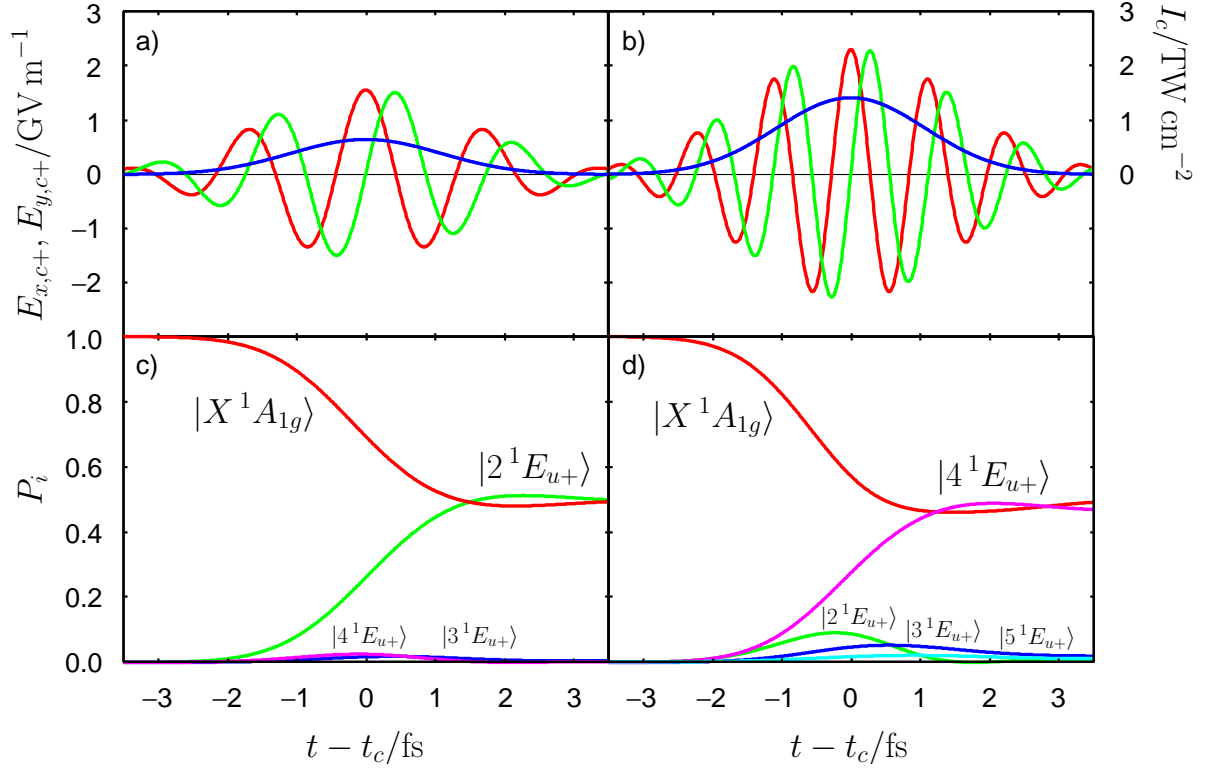 3
2
1
0
−1
−2
E_{x,c+}, E_{y,c+}/GV m^{−1}
a)
b)
3
2
1
0
I_c/TW cm^{−2}
1.0
0.8
0.6
0.4
0.2
0.0
P_i
c)
|X ^1A_{1g}⟩
|2 ^1E_{u+}⟩
|4 ^1E_{u+}⟩
|3 ^1E_{u+}⟩
d)
|X ^1A_{1g}⟩
|4 ^1E_{u+}⟩
|2 ^1E_{u+}⟩
|3 ^1E_{u+}⟩
|5 ^1E_{u+}⟩
−3 −2 −1 0 1 2 3
−3 −2 −1 0 1 2 3
t − t_c/fs
t − t_c/fs